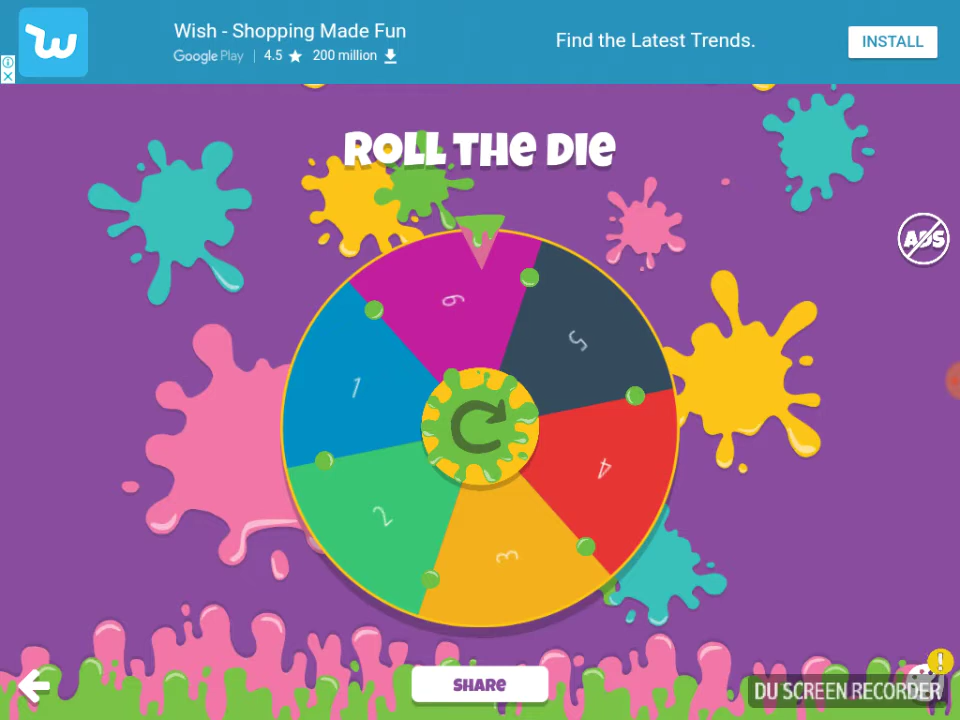 Wish - Shopping Made Fun
Google Play | 4.5 ★ 200 million
Find the Latest Trends.
INSTALL
ROLL THE DIE
ADS
6
5
1
4
2
3
SHARE
!
DU SCREEN RECORDER